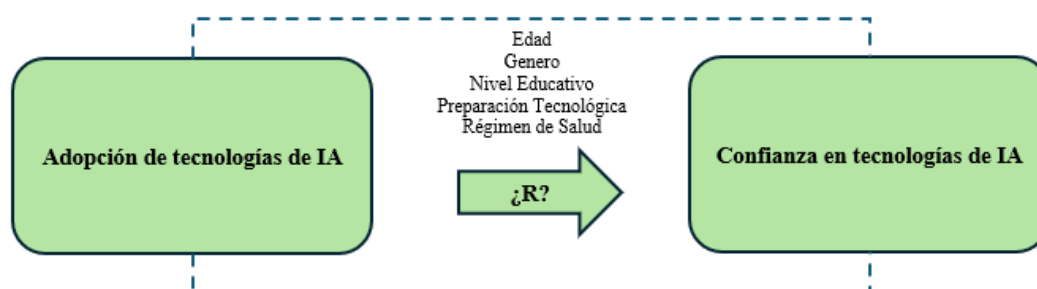 Edad
Genero
Nivel Educativo
Preparación Tecnológica
Régimen de Salud
Adopción de tecnologías de IA
¿R?
Confianza en tecnologías de IA